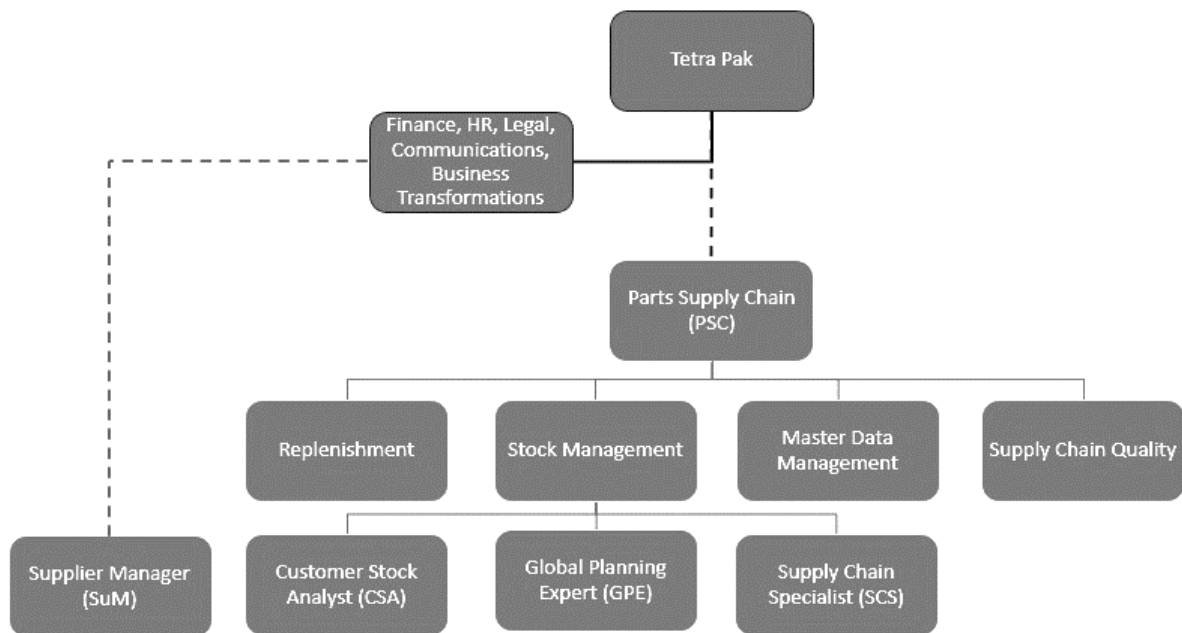 Tetra Pak
Finance, HR, Legal,
Communications,
Business
Transformations
Parts Supply Chain
(PSC)
Replenishment
Stock Management
Master Data
Management
Supply Chain Quality
Supplier Manager
(SuM)
Customer Stock
Analyst (CSA)
Global Planning
Expert (GPE)
Supply Chain
Specialist (SCS)